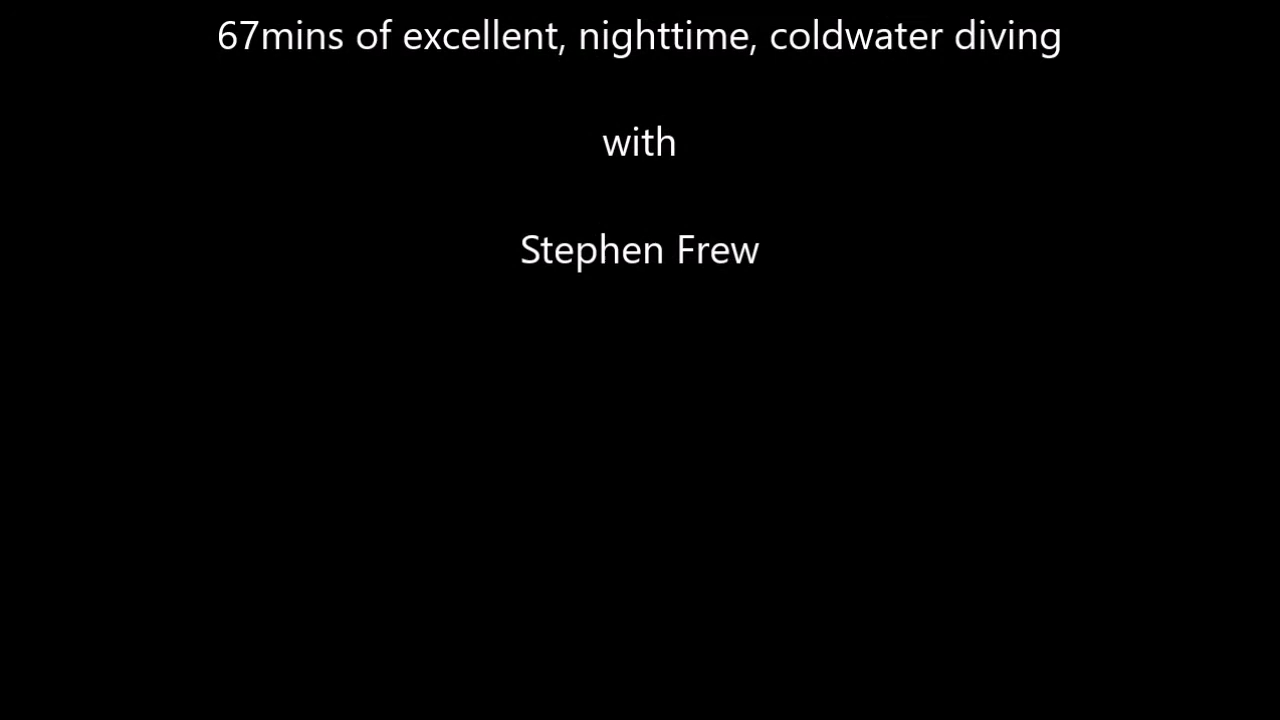 67mins of excellent, nighttime, coldwater diving
with
Stephen Frew